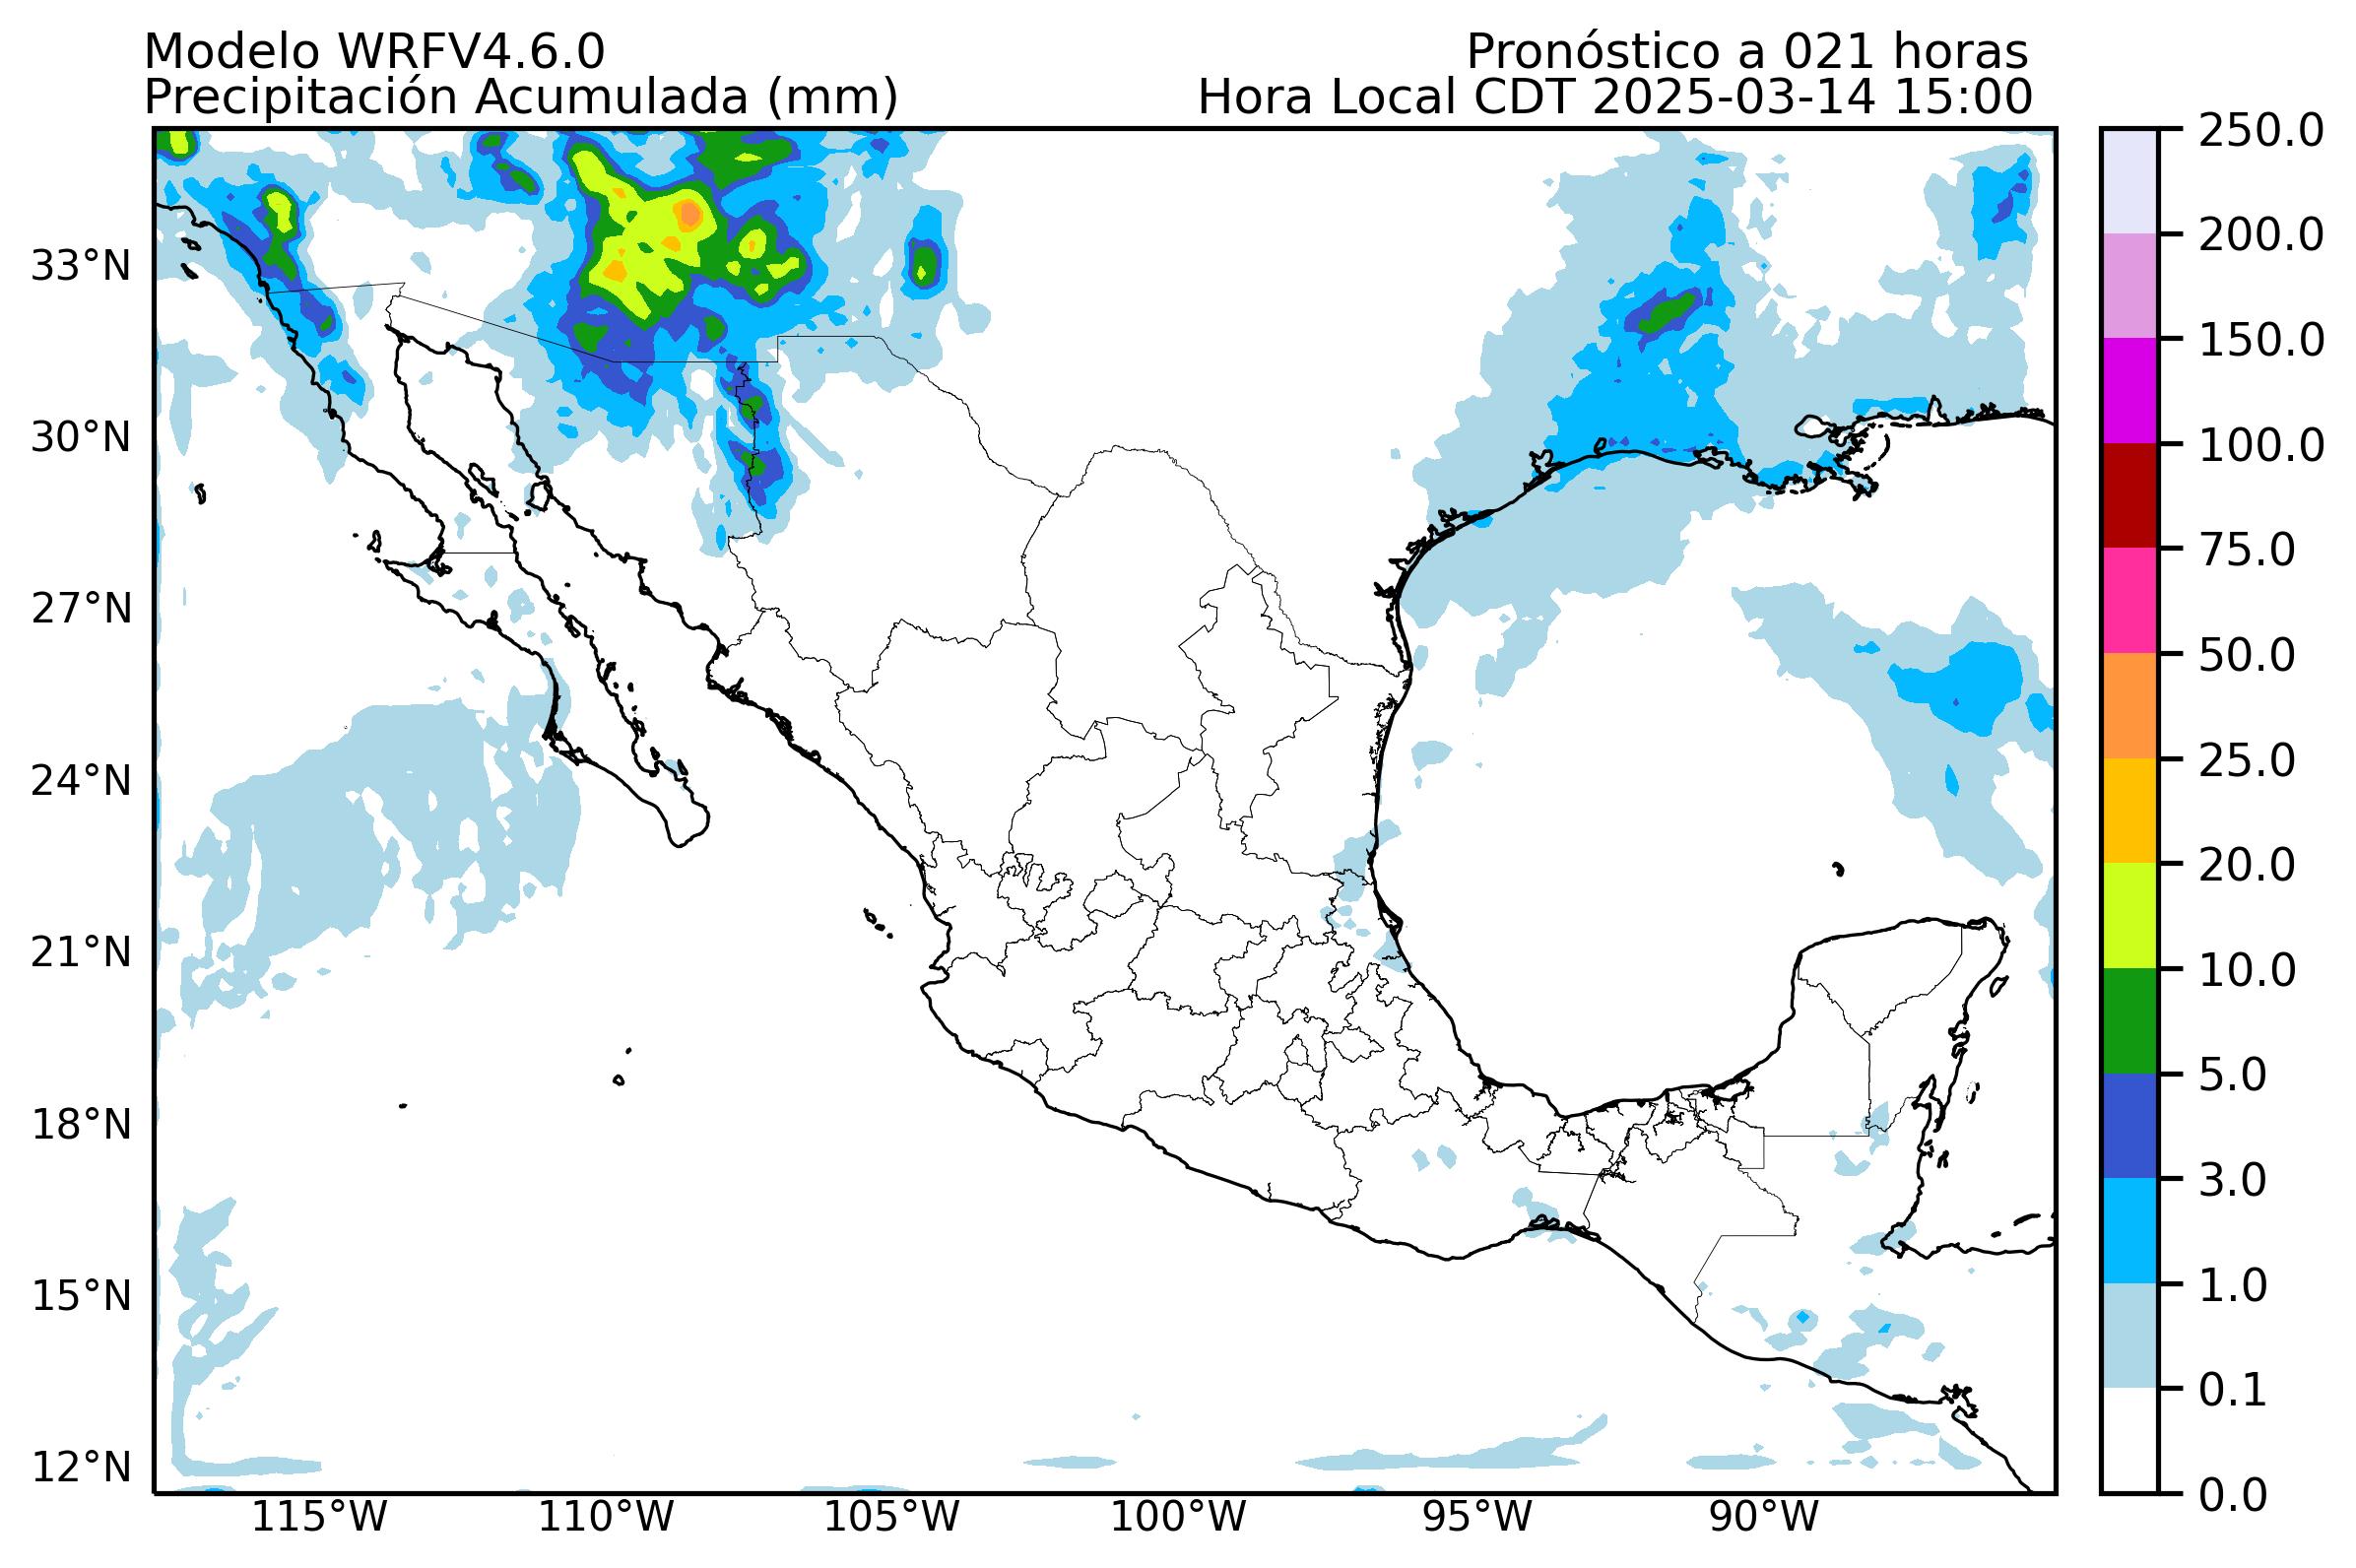 Modelo WRFV4.6.0
Pronóstico a 021 horas
Precipitación Acumulada (mm)
Hora Local CDT 2025-03-14 15:00
33°N
30°N
27°N
24°N
21°N
18°N
15°N
12°N
115°W
110°W
105°W
100°W
95°W
90°W
250.0
200.0
150.0
100.0
75.0
50.0
25.0
20.0
10.0
5.0
3.0
1.0
0.1
0.0